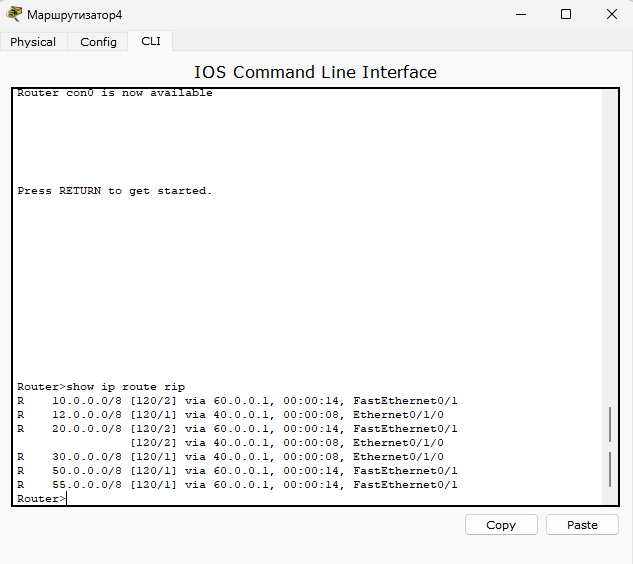 Маршрутизатор4
Physical Config CLI
IOS Command Line Interface
Router con0 is now available
Press RETURN to get started.
Router>show ip route rip
R    10.0.0.0/8 [120/2] via 60.0.0.1, 00:00:14, FastEthernet0/1
R    12.0.0.0/8 [120/1] via 40.0.0.1, 00:00:08, Ethernet0/1/0
R    20.0.0.0/8 [120/2] via 60.0.0.1, 00:00:14, FastEthernet0/1
                [120/2] via 40.0.0.1, 00:00:08, Ethernet0/1/0
R    30.0.0.0/8 [120/1] via 40.0.0.1, 00:00:08, Ethernet0/1/0
R    50.0.0.0/8 [120/1] via 60.0.0.1, 00:00:14, FastEthernet0/1
R    55.0.0.0/8 [120/1] via 60.0.0.1, 00:00:14, FastEthernet0/1
Router>
Copy Paste